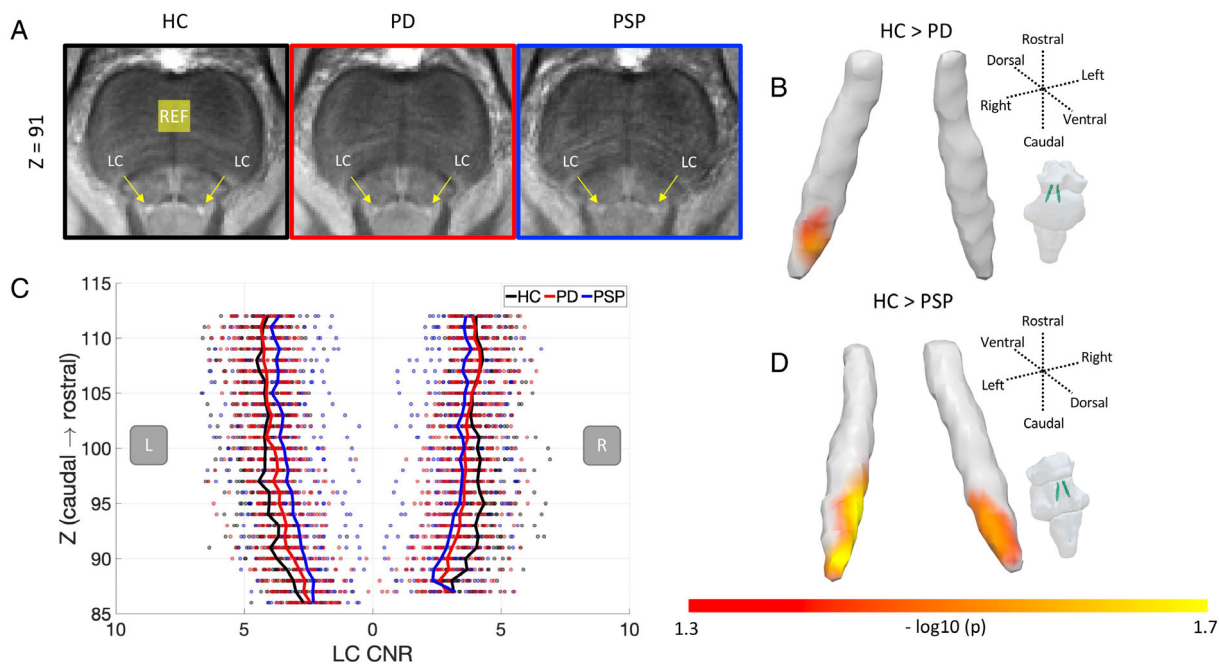 A
HC
PD
PSP
Z = 91
REF
LC
LC
LC
LC
LC
LC
B
HC > PD
Rostral
Dorsal
Left
Right
Ventral
Caudal
C
HC
PD
PSP
115
110
105
100
95
90
85
Z (caudal → rostral)
L
R
10
5
0
5
10
LC CNR
D
HC > PSP
Rostral
Ventral
Right
Left
Dorsal
Caudal
1.3
- log10 (p)
1.7